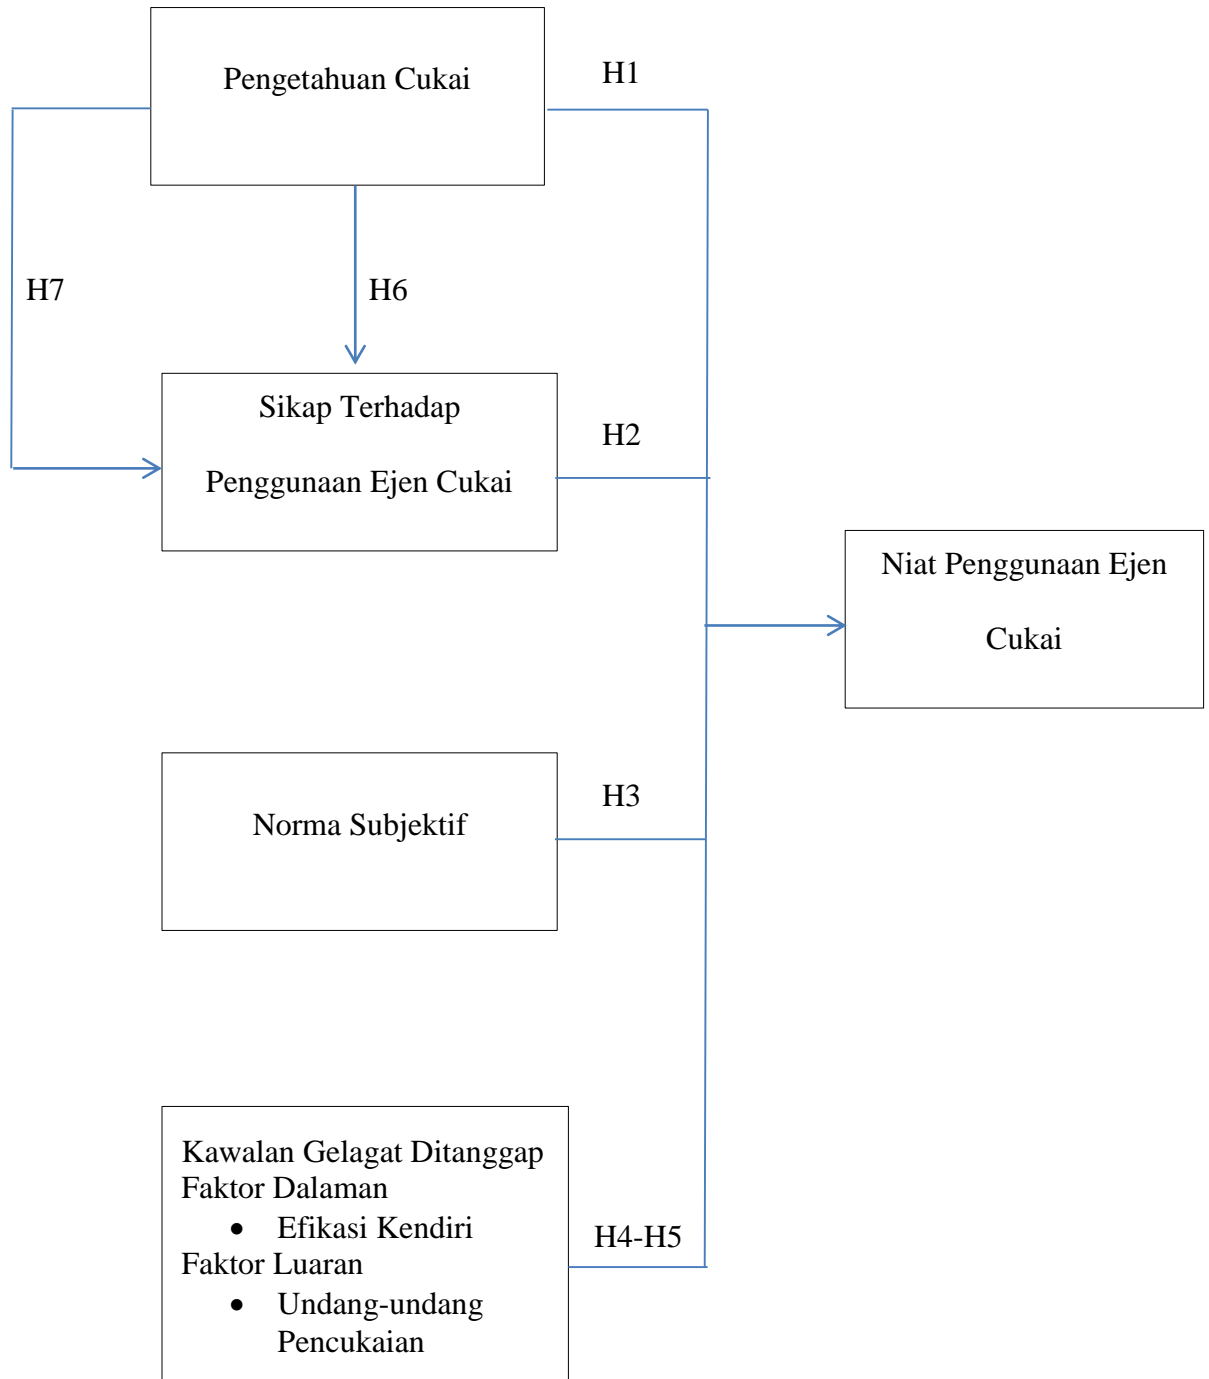 Pengetahuan Cukai
H1
H7
H6
Sikap Terhadap
Penggunaan Ejen Cukai
H2
Niat Penggunaan Ejen
Cukai
Norma Subjektif
H3
Kawalan Gelagat Ditanggap
Faktor Dalaman
• Efikasi Kendiri
Faktor Luaran
• Undang-undang
Pencukaian
H4-H5